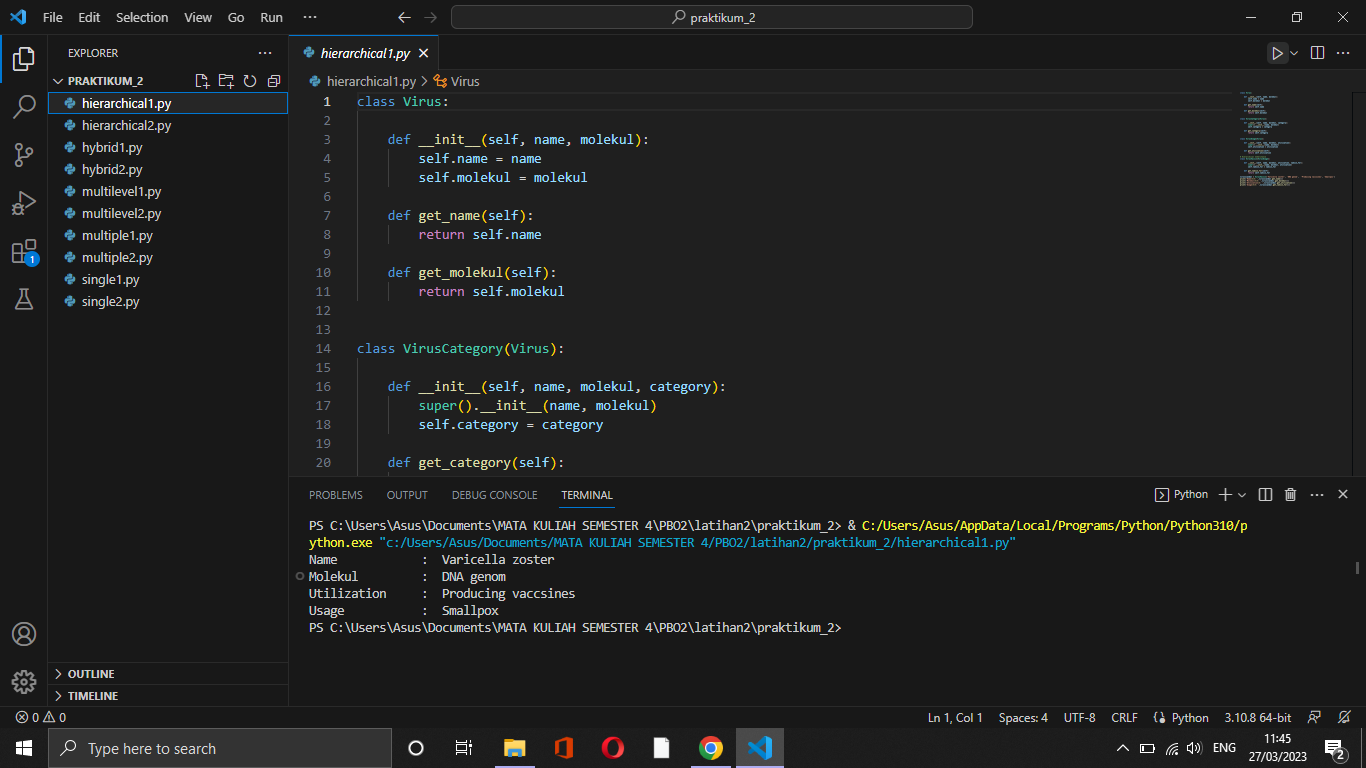 File Edit Selection View Go Run ··· praktikum_2
EXPLORER ···
PRAKTIKUM_2
hierarchical1.py
hierarchical2.py
hybrid1.py
hybrid2.py
multilevel1.py
multilevel2.py
multiple1.py
multiple2.py
single1.py
single2.py
OUTLINE
TIMELINE
1
hierarchical1.py
hierarchical1.py > Virus
1 class Virus:
2
3 def __init__(self, name, molekul):
4 self.name = name
5 self.molekul = molekul
6
7 def get_name(self):
8 return self.name
9
10 def get_molekul(self):
11 return self.molekul
12
13
14 class VirusCategory(Virus):
15
16 def __init__(self, name, molekul, category):
17 super().__init__(name, molekul)
18 self.category = category
19
20 def get_category(self):
PROBLEMS OUTPUT DEBUG CONSOLE TERMINAL Python
PS C:\Users\Asus\Documents\MATA KULIAH SEMESTER 4\PBO2\latihan2\praktikum_2> & C:/Users/Asus/AppData/Local/Programs/Python/Python310/p
ython.exe "c:/Users/Asus/Documents/MATA KULIAH SEMESTER 4/PBO2/latihan2/praktikum_2/hierarchical1.py"
Name : Varicella zoster
Molekul : DNA genom
Utilization : Producing vaccsines
Usage : Smallpox
PS C:\Users\Asus\Documents\MATA KULIAH SEMESTER 4\PBO2\latihan2\praktikum_2>
0 0 Ln 1, Col 1 Spaces: 4 UTF-8 CRLF Python 3.10.8 64-bit
Type here to search ENG
11:45
27/03/2023
2